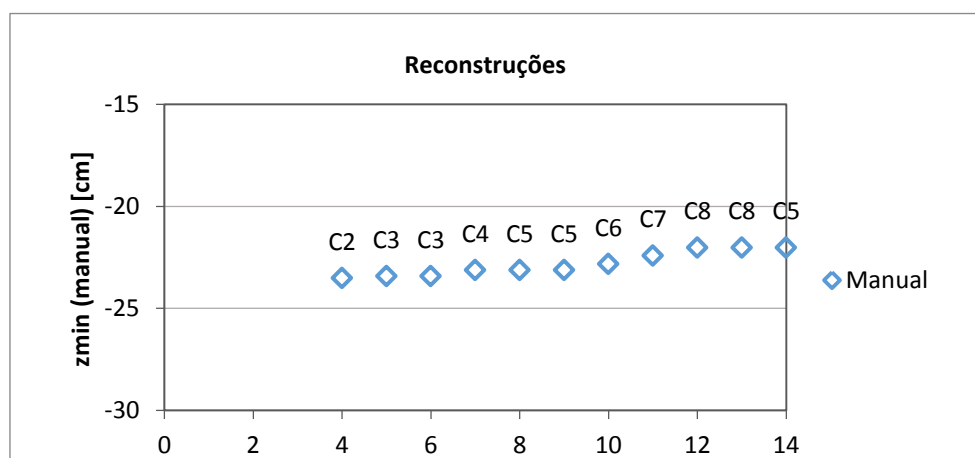 Reconstruções
zmin (manual) [cm]
-15
-20
-25
-30
C2 C3 C3 C4 C5 C5 C6 C7 C8 C8 C5
Manual
0 2 4 6 8 10 12 14